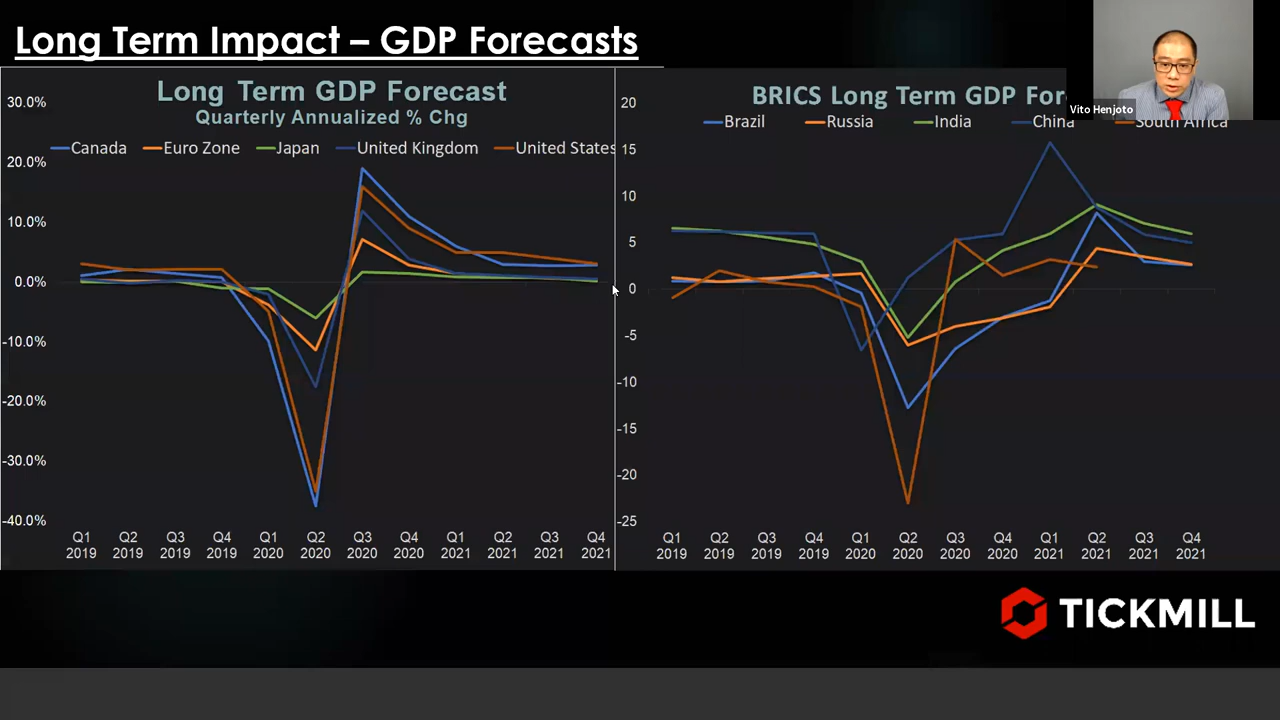 Long Term Impact – GDP Forecasts
Long Term GDP Forecast
Quarterly Annualized % Chg
Canada Euro Zone Japan United Kingdom United States
30.0%
20.0%
10.0%
0.0%
-10.0%
-20.0%
-30.0%
-40.0%
Q1 Q2 Q3 Q4 Q1 Q2 Q3 Q4 Q1 Q2 Q3 Q4
2019 2019 2019 2019 2020 2020 2020 2020 2021 2021 2021 2021
BRICS Long Term GDP For
Vito Henjoto
Brazil Russia India China South Africa
20
15
10
5
0
-5
-10
-15
-20
-25
Q1 Q2 Q3 Q4 Q1 Q2 Q3 Q4 Q1 Q2 Q3 Q4
2019 2019 2019 2019 2020 2020 2020 2020 2021 2021 2021 2021
TICKMILL